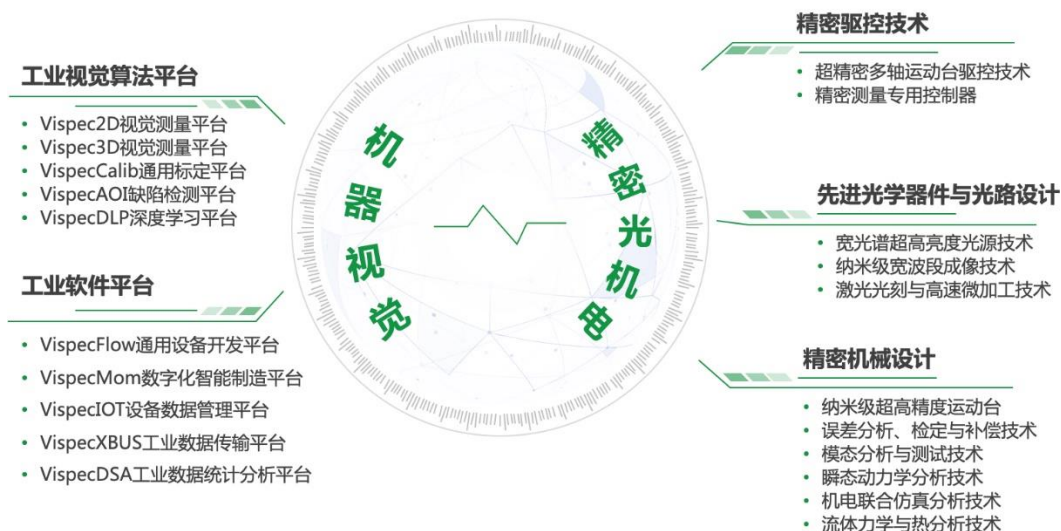 工业视觉算法平台
• Vispec2D视觉测量平台
• Vispec3D视觉测量平台
• VispecCalib通用标定平台
• VispecAOI缺陷检测平台
• VispecDLP深度学习平台
工业软件平台
• VispecFlow通用设备开发平台
• VispecMom数字化智能制造平台
• VispecIOT设备数据管理平台
• VispecXBUS工业数据传输平台
• VispecDSA工业数据统计分析平台
机器视觉
精密光机电
精密驱控技术
• 超精密多轴运动台驱控技术
• 精密测量专用控制器
先进光学器件与光路设计
• 宽光谱超高亮度光源技术
• 纳米级宽波段成像技术
• 激光光刻与高速微加工技术
精密机械设计
• 纳米级超高精度运动台
• 误差分析、检定与补偿技术
• 模态分析与测试技术
• 瞬态动力学分析技术
• 机电联合仿真分析技术
• 流体力学与热分析技术